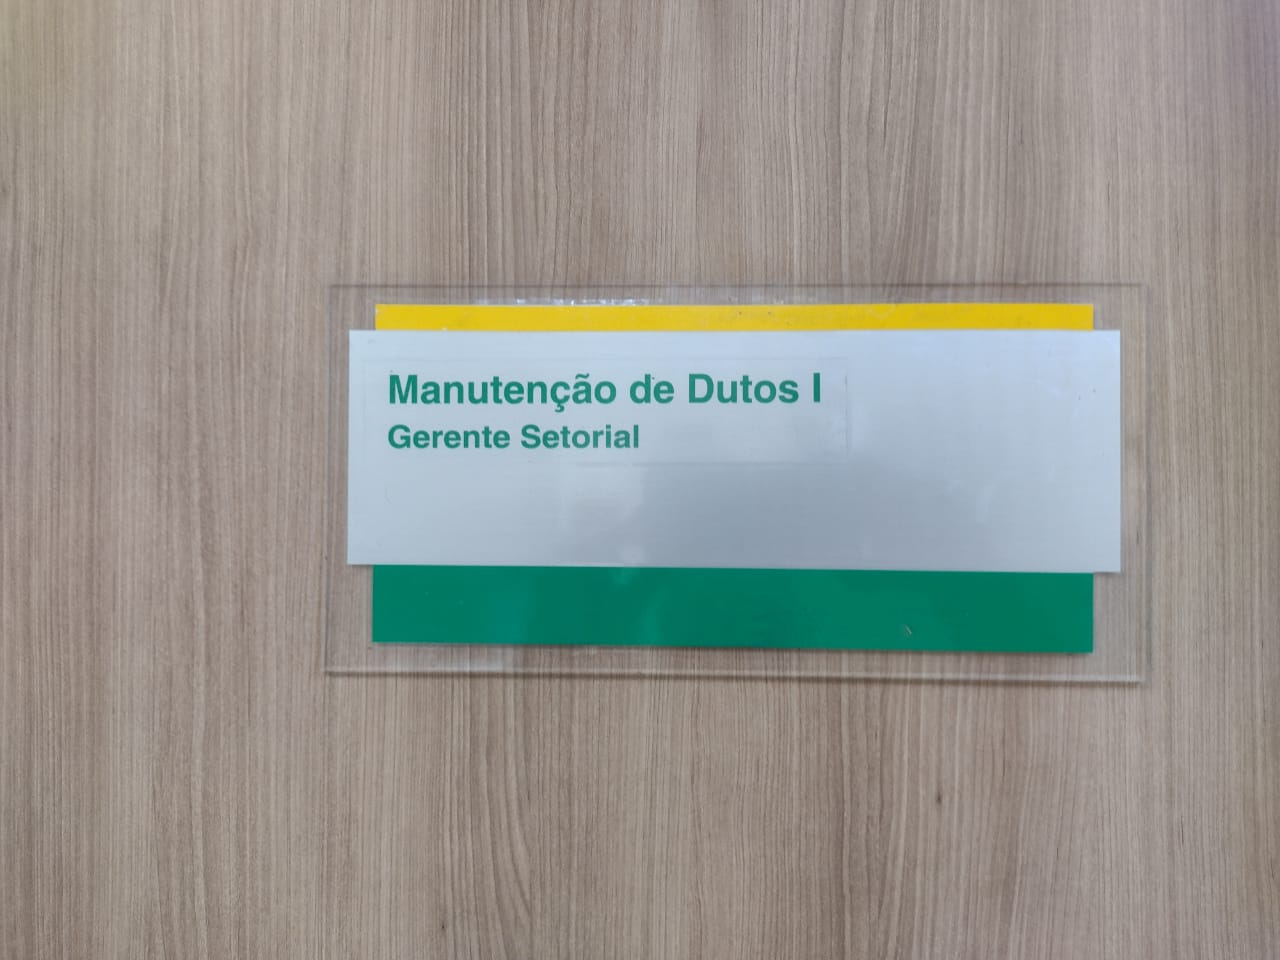 Manutenção de Dutos I
Gerente Setorial